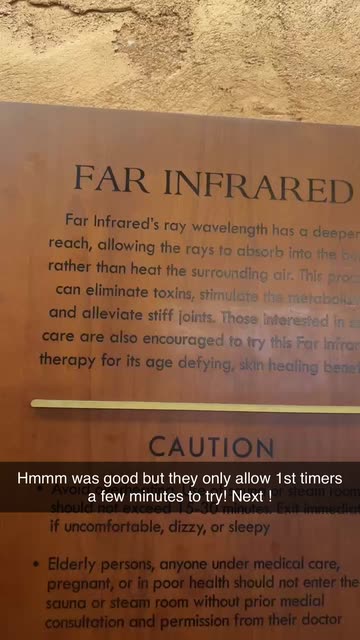 FAR INFRARED
Far Infrared's ray wavelength has a deeper
reach, allowing the rays to absorb into the
rather than heat the surrounding air. This
can eliminate toxins, stimulate the
and alleviate stiff joints. Those interested in
care are also encouraged to try this Far
therapy for its age defying, skin healing
CAUTION
Hmmm was good but they only allow 1st timers
a few minutes to try! Next !
• steam room
should not exceed 15-30 minutes. Exit
if uncomfortable, dizzy, or sleepy
• Elderly persons, anyone under medical care,
pregnant, or in poor health should not enter the
sauna or steam room without prior medial
consultation and permission from their doctor